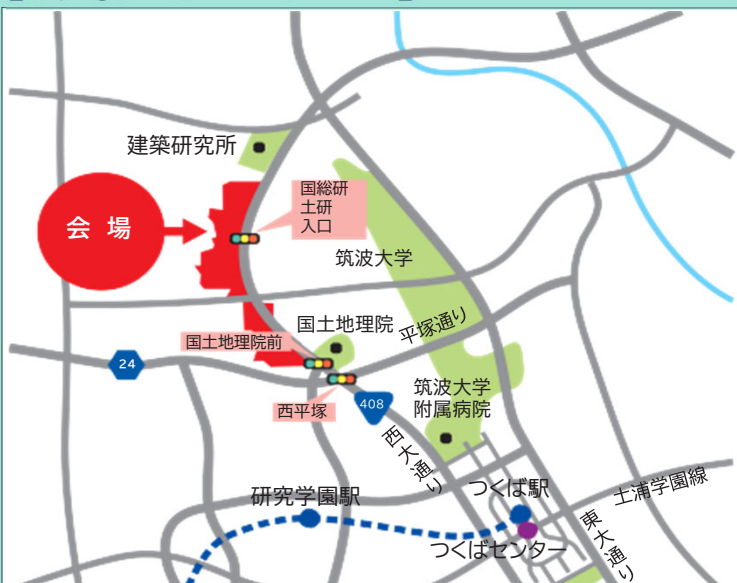 建築研究所
会場
国総研
土研
入口
筑波大学
国土地理院
平塚通り
国土地理院前
24
西平塚
408
筑波大学
附属病院
西大通り
研究学園駅
つくば駅
土浦学園線
つくばセンター
東大通り